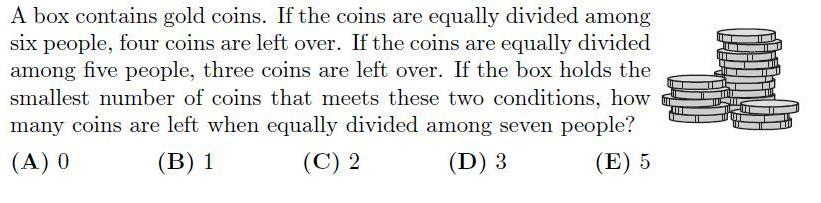 A box contains gold coins. If the coins are equally divided among
six people, four coins are left over. If the coins are equally divided
among five people, three coins are left over. If the box holds the
smallest number of coins that meets these two conditions, how
many coins are left when equally divided among seven people?
(A) 0 (B) 1 (C) 2 (D) 3 (E) 5